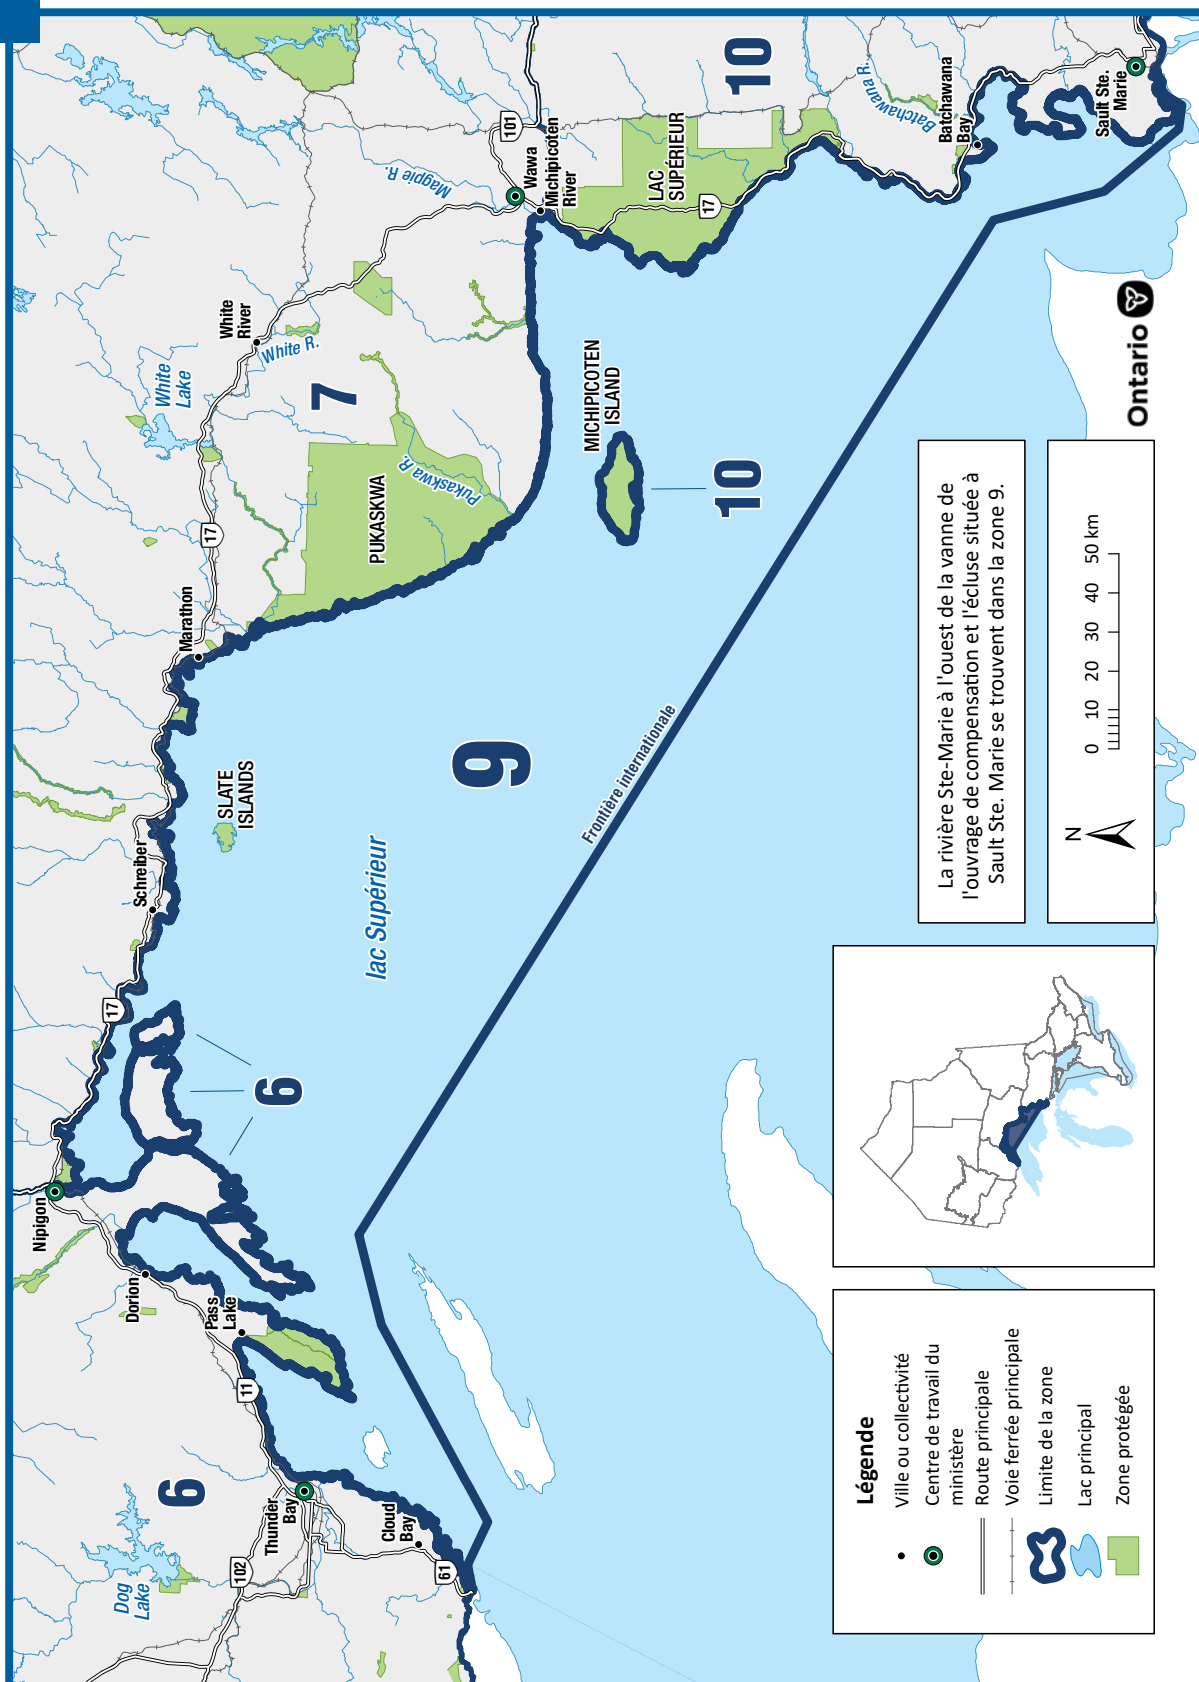 Dog
Lake
6
102
Thunder
Bay
Cloud
Bay
61
11
Pass
Lake
Dorion
Nipigon
6
17
Schreiber
SLATE
ISLANDS
lac Supérieur
9
Frontière internationale
Marathon
17
White
Lake
White
River
White R.
7
PUKASKWA
Pukaskwa R.
MICHIPICOTEN
ISLAND
10
Magpie R.
101
Wawa
Michipicoten
River
LAC
SUPÉRIEUR
17
10
Batchawana R.
Batchawana
Bay
Sault Ste.
Marie
Légende
Ville ou collectivité
Centre de travail du
ministère
Route principale
Voie ferrée principale
Limite de la zone
Lac principal
Zone protégée
La rivière Ste-Marie à l'ouest de la vanne de
l'ouvrage de compensation et l'écluse située à
Sault Ste. Marie se trouvent dans la zone 9.
N
0 10 20 30 40 50 km
Ontario